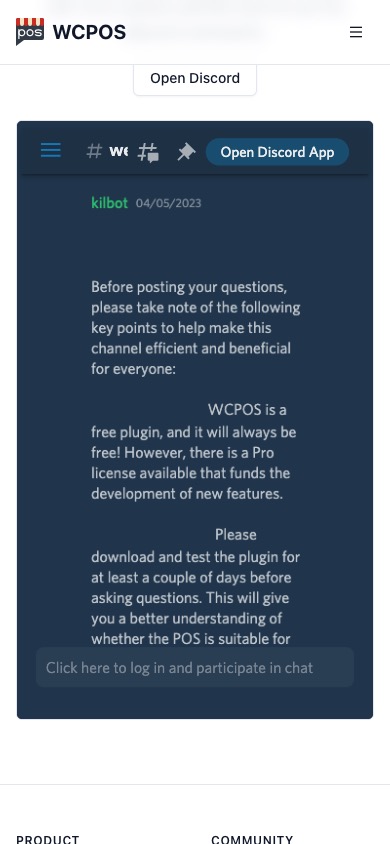 pos WCPOS
Open Discord
# we
Open Discord App
kilbot 04/05/2023
Before posting your questions,
please take note of the following
key points to help make this
channel efficient and beneficial
for everyone:
WCPOS is a
free plugin, and it will always be
free! However, there is a Pro
license available that funds the
development of new features.
Please
download and test the plugin for
at least a couple of days before
asking questions. This will give
you a better understanding of
whether the POS is suitable for
Click here to log in and participate in chat
PRODUCT
COMMUNITY